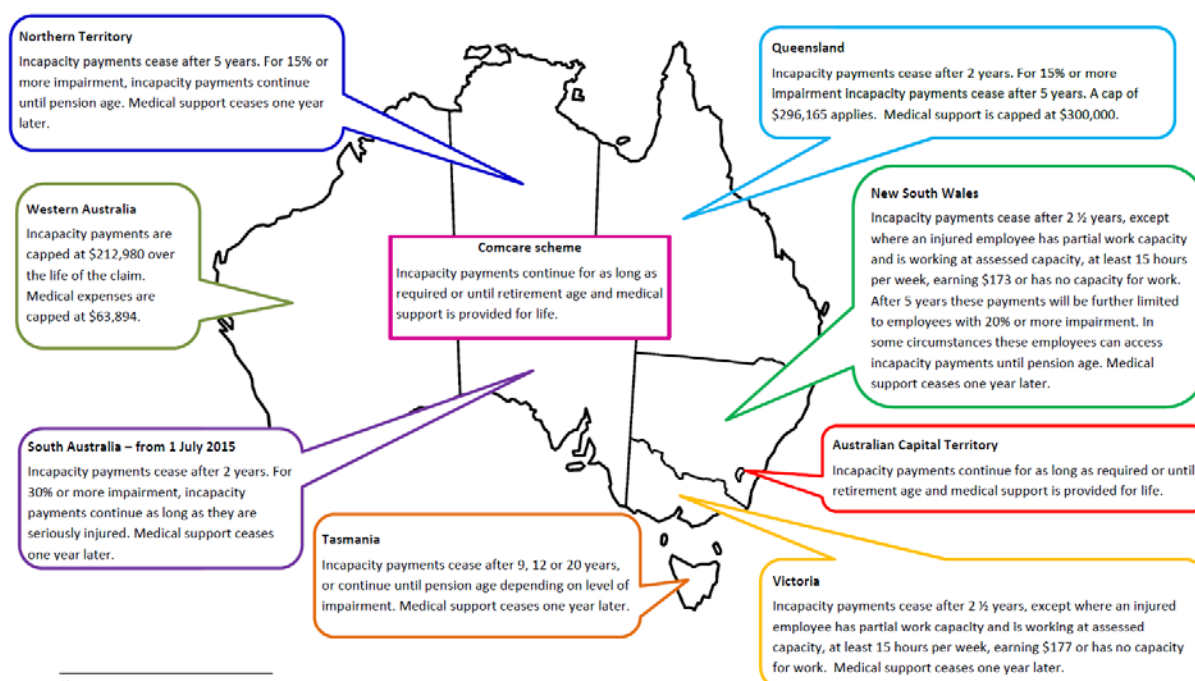 Northern Territory
Incapacity payments cease after 5 years. For 15% or
more impairment, incapacity payments continue
until pension age. Medical support ceases one year
later.
Queensland
Incapacity payments cease after 2 years. For 15% or more
impairment incapacity payments cease after 5 years. A cap of
$296,165 applies.  Medical support is capped at $300,000.
Western Australia
Incapacity payments are
capped at $212,980 over
the life of the claim.
Medical expenses are
capped at $63,894.
Comcare scheme
Incapacity payments continue for as long as
required or until retirement age and medical
support is provided for life.
New South Wales
Incapacity payments cease after 2 ½ years, except
where an injured employee has partial work capacity
and is working at assessed capacity, at least 15 hours
per week, earning $173 or has no capacity for work.
After 5 years these payments will be further limited
to employees with 20% or more impairment. In
some circumstances these employees can access
incapacity payments until pension age. Medical
support ceases one year later.
South Australia – from 1 July 2015
Incapacity payments cease after 2 years. For
30% or more impairment, incapacity
payments continue as long as they are
seriously injured. Medical support ceases
one year later.
Australian Capital Territory
Incapacity payments continue for as long as required or until
retirement age and medical support is provided for life.
Tasmania
Incapacity payments cease after 9, 12 or 20 years,
or continue until pension age depending on level of
impairment. Medical support ceases one year later.
Victoria
Incapacity payments cease after 2 ½ years, except where an injured
employee has partial work capacity and is working at assessed
capacity, at least 15 hours per week, earning $177 or has no capacity
for work.  Medical support ceases one year later.